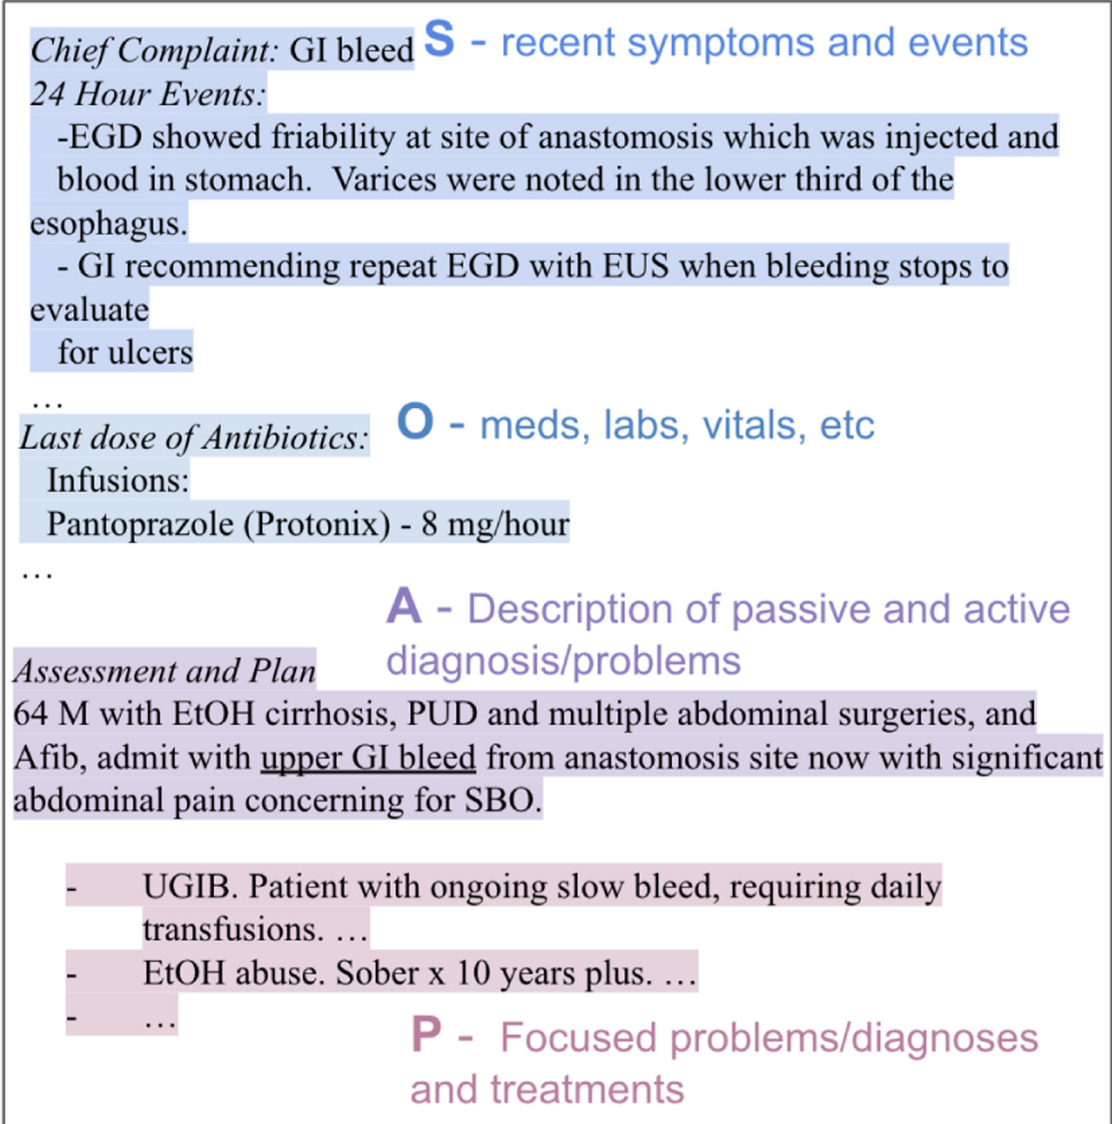 Chief Complaint: GI bleed S - recent symptoms and events
24 Hour Events:
-EGD showed friability at site of anastomosis which was injected and
blood in stomach. Varices were noted in the lower third of the
esophagus.
- GI recommending repeat EGD with EUS when bleeding stops to
evaluate
for ulcers
…
Last dose of Antibiotics: O - meds, labs, vitals, etc
Infusions:
Pantoprazole (Protonix) - 8 mg/hour
…
A - Description of passive and active
diagnosis/problems
Assessment and Plan
64 M with EtOH cirrhosis, PUD and multiple abdominal surgeries, and
Afib, admit with upper GI bleed from anastomosis site now with significant
abdominal pain concerning for SBO.
- UGIB. Patient with ongoing slow bleed, requiring daily
transfusions. …
- EtOH abuse. Sober x 10 years plus. …
- …
P - Focused problems/diagnoses
and treatments